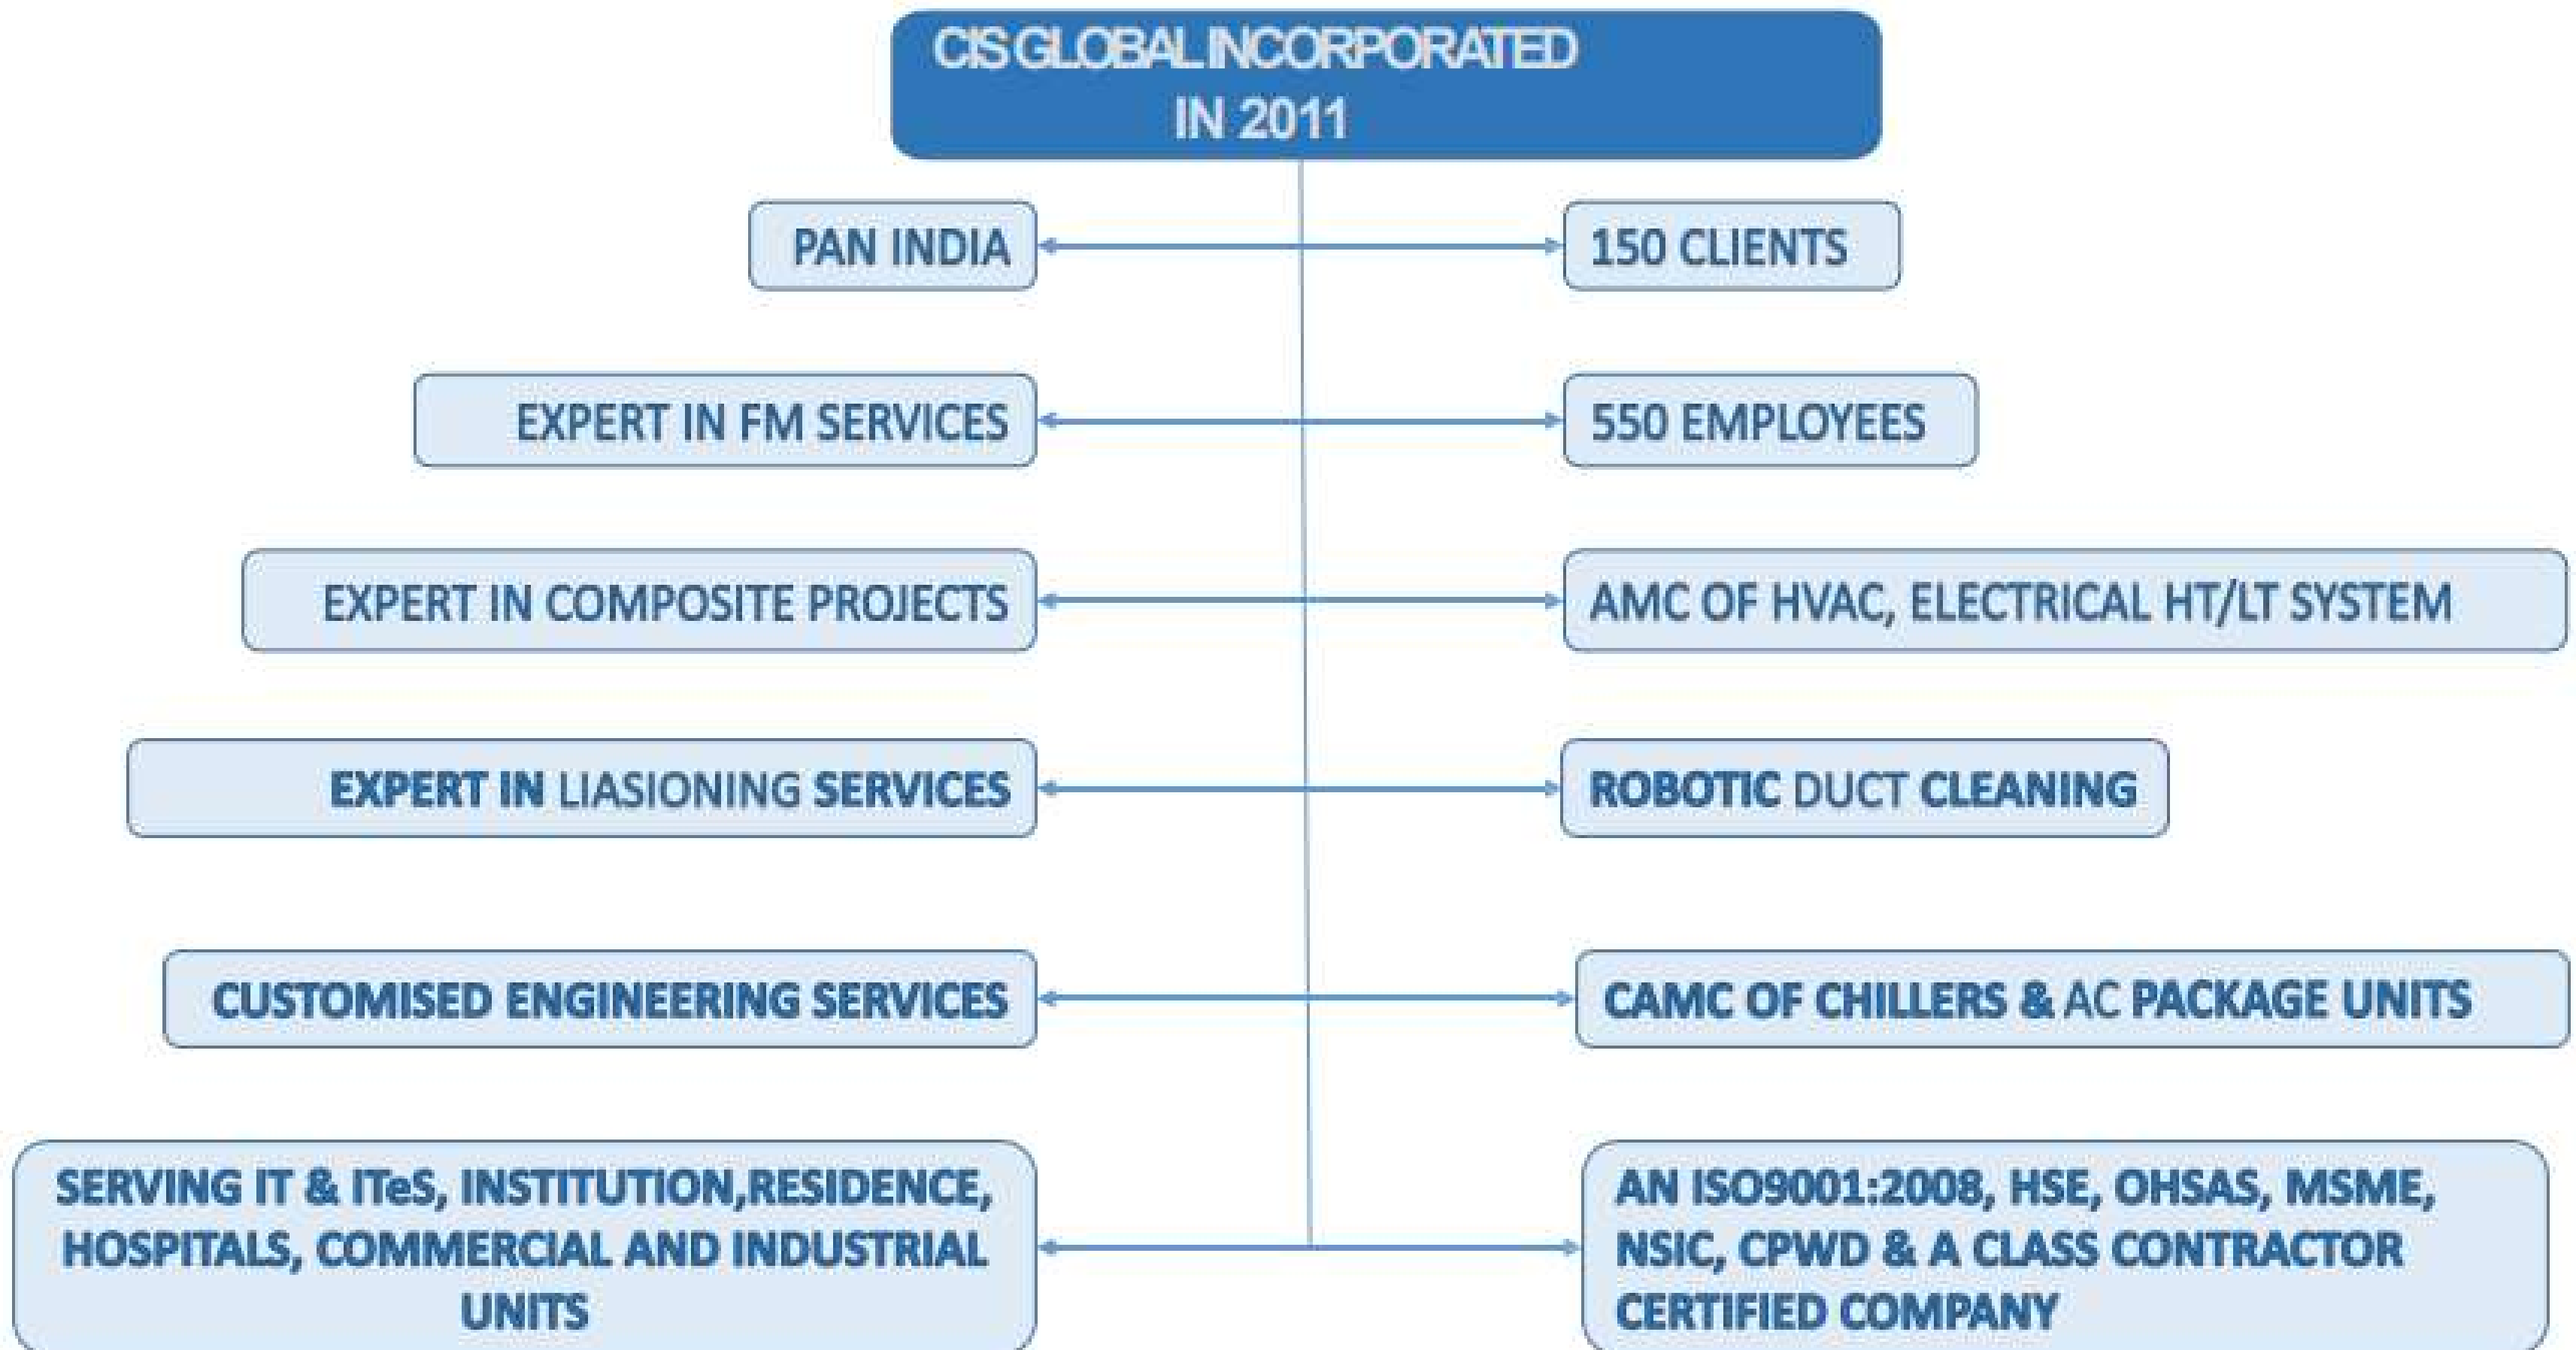 CIS GLOBAL INCORPORATED
IN 2011
PAN INDIA
150 CLIENTS
EXPERT IN FM SERVICES
550 EMPLOYEES
EXPERT IN COMPOSITE PROJECTS
AMC OF HVAC, ELECTRICAL HT/LT SYSTEM
EXPERT IN LIASIONING SERVICES
ROBOTIC DUCT CLEANING
CUSTOMISED ENGINEERING SERVICES
CAMC OF CHILLERS & AC PACKAGE UNITS
SERVING IT & ITeS, INSTITUTION,RESIDENCE,
HOSPITALS, COMMERCIAL AND INDUSTRIAL
UNITS
AN ISO9001:2008, HSE, OHSAS, MSME,
NSIC, CPWD & A CLASS CONTRACTOR
CERTIFIED COMPANY